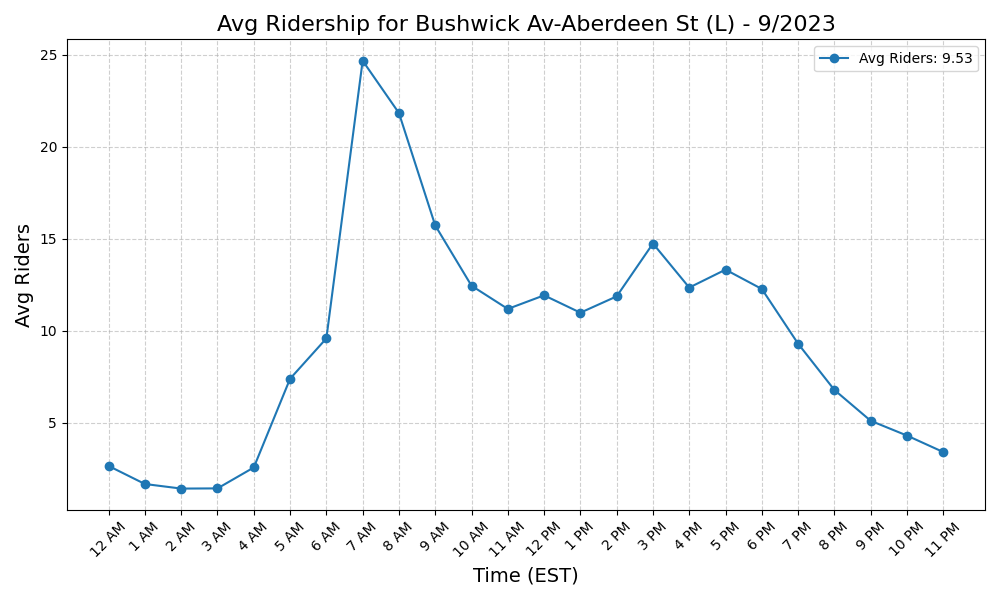 Avg Ridership for Bushwick Av-Aberdeen St (L) - 9/2023
Avg Riders: 9.53
Avg Riders
25
20
15
10
5
12 AM
1 AM
2 AM
3 AM
4 AM
5 AM
6 AM
7 AM
8 AM
9 AM
10 AM
11 AM
12 PM
1 PM
2 PM
3 PM
4 PM
5 PM
6 PM
7 PM
8 PM
9 PM
10 PM
11 PM
Time (EST)